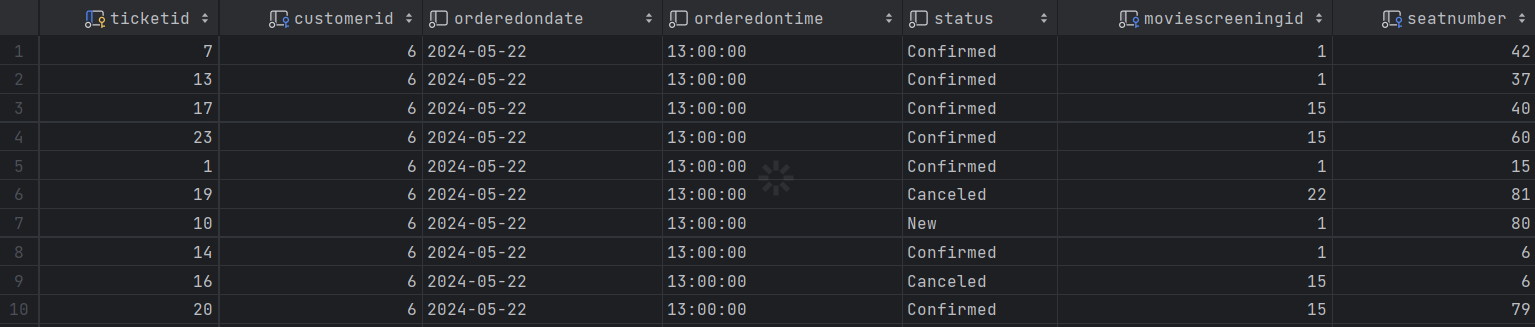 ticketid customerid orderedondate orderedontime status moviescreeningid seatnumber
1 7 6 2024-05-22 13:00:00 Confirmed 1 42
2 13 6 2024-05-22 13:00:00 Confirmed 1 37
3 17 6 2024-05-22 13:00:00 Confirmed 15 40
4 23 6 2024-05-22 13:00:00 Confirmed 15 60
5 1 6 2024-05-22 13:00:00 Confirmed 1 15
6 19 6 2024-05-22 13:00:00 Canceled 22 81
7 10 6 2024-05-22 13:00:00 New 1 80
8 14 6 2024-05-22 13:00:00 Confirmed 1 6
9 16 6 2024-05-22 13:00:00 Canceled 15 6
10 20 6 2024-05-22 13:00:00 Confirmed 15 79